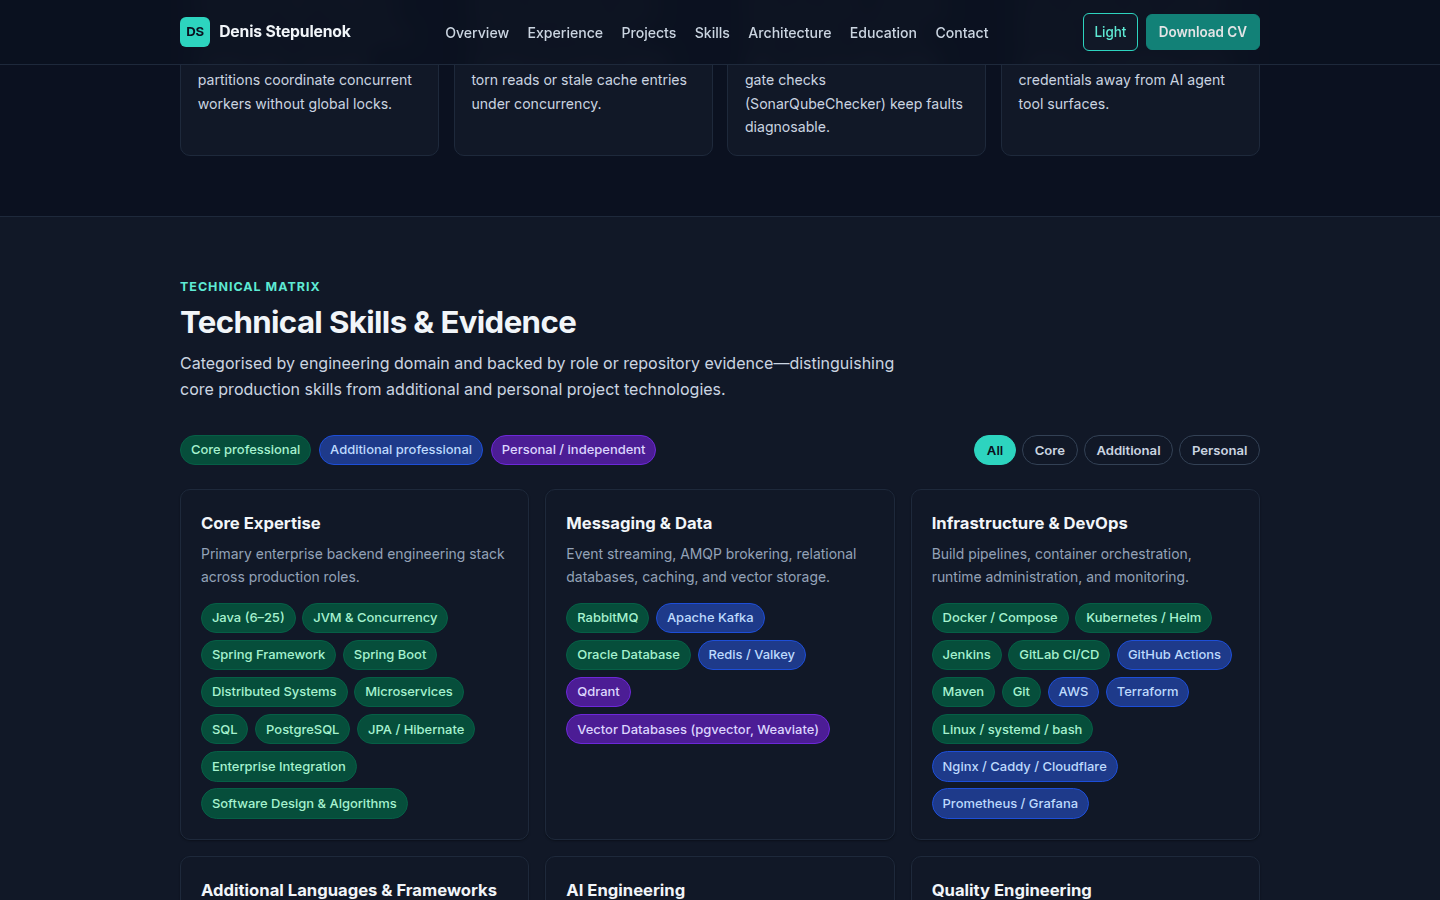 DS Denis Stepulenok Overview Experience Projects Skills Architecture Education Contact Light Download CV
partitions coordinate concurrent
workers without global locks.
torn reads or stale cache entries
under concurrency.
gate checks
(SonarQubeChecker) keep faults
diagnosable.
credentials away from AI agent
tool surfaces.
TECHNICAL MATRIX
Technical Skills & Evidence
Categorised by engineering domain and backed by role or repository evidence—distinguishing
core production skills from additional and personal project technologies.
Core professional Additional professional Personal / Independent All Core Additional Personal
Core Expertise
Primary enterprise backend engineering stack
across production roles.
Java (6–25) JVM & Concurrency
Spring Framework Spring Boot
Distributed Systems Microservices
SQL PostgreSQL JPA / Hibernate
Enterprise Integration
Software Design & Algorithms
Messaging & Data
Event streaming, AMQP brokering, relational
databases, caching, and vector storage.
RabbitMQ Apache Kafka
Oracle Database Redis / Valkey
Qdrant
Vector Databases (pgvector, Weaviate)
Infrastructure & DevOps
Build pipelines, container orchestration,
runtime administration, and monitoring.
Docker / Compose Kubernetes / Helm
Jenkins GitLab CI/CD GitHub Actions
Maven Git AWS Terraform
Linux / systemd / bash
Nginx / Caddy / Cloudflare
Prometheus / Grafana
Additional Languages & Frameworks
AI Engineering
Quality Engineering